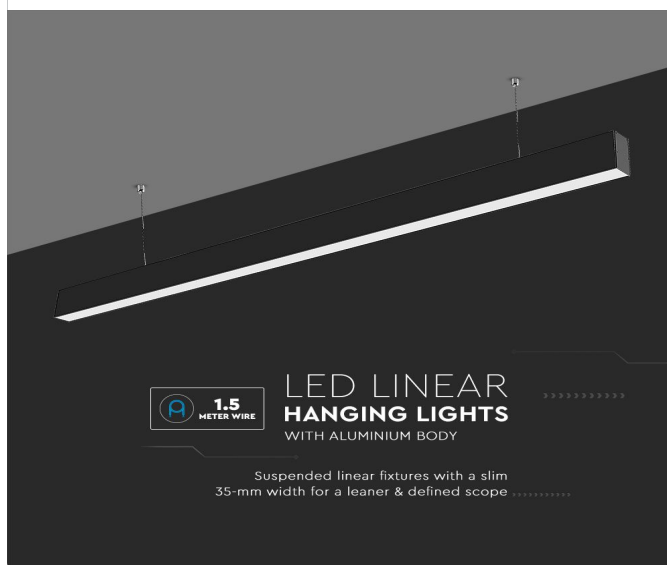 1.5
METER WIRE
LED LINEAR
HANGING LIGHTS
WITH ALUMINIUM BODY
Suspended linear fixtures with a slim
35-mm width for a leaner & defined scope